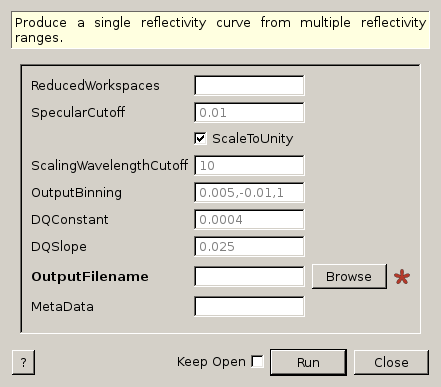 Produce a single reflectivity curve from multiple reflectivity
ranges.
ReducedWorkspaces
SpecularCutoff 0.01
ScaleToUnity
ScalingWavelengthCutoff 10
OutputBinning 0.005,-0.01,1
DQConstant 0.0004
DQSlope 0.025
OutputFilename Browse *
MetaData
? Keep Open Run Close